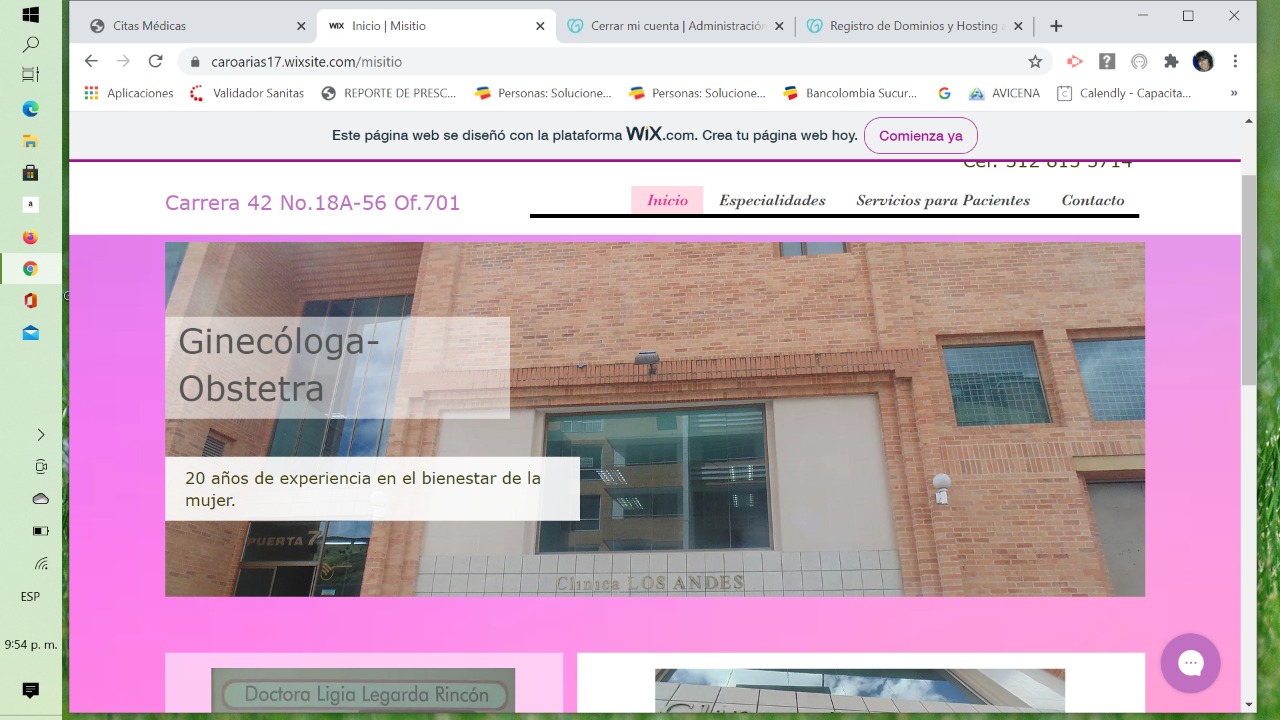 Citas Médicas
WIX Inicio | Misitio
Cerrar mi cuenta | Administración
Registro de Dominios y Hosting
caroarias17.wixsite.com/misitio
Aplicaciones
Validador Sanitas
REPORTE DE PRESC...
Personas: Solucione...
Personas: Solucione...
Bancolombia Sucur...
AVICENA
Calendly - Capacita...
»
Este página web se diseñó con la plataforma WiX.com. Crea tu página web hoy.
Comienza ya
Cel: 312 813 5714
Carrera 42 No.18A-56 Of.701
Inicio
Especialidades
Servicios para Pacientes
Contacto
Ginecóloga-
Obstetra
20 años de experiencia en el bienestar de la
mujer.
PUERTA 7
Clínica LOS ANDES
Doctora Ligia Legarda Rincón
a
ESP
9:54 p. m.